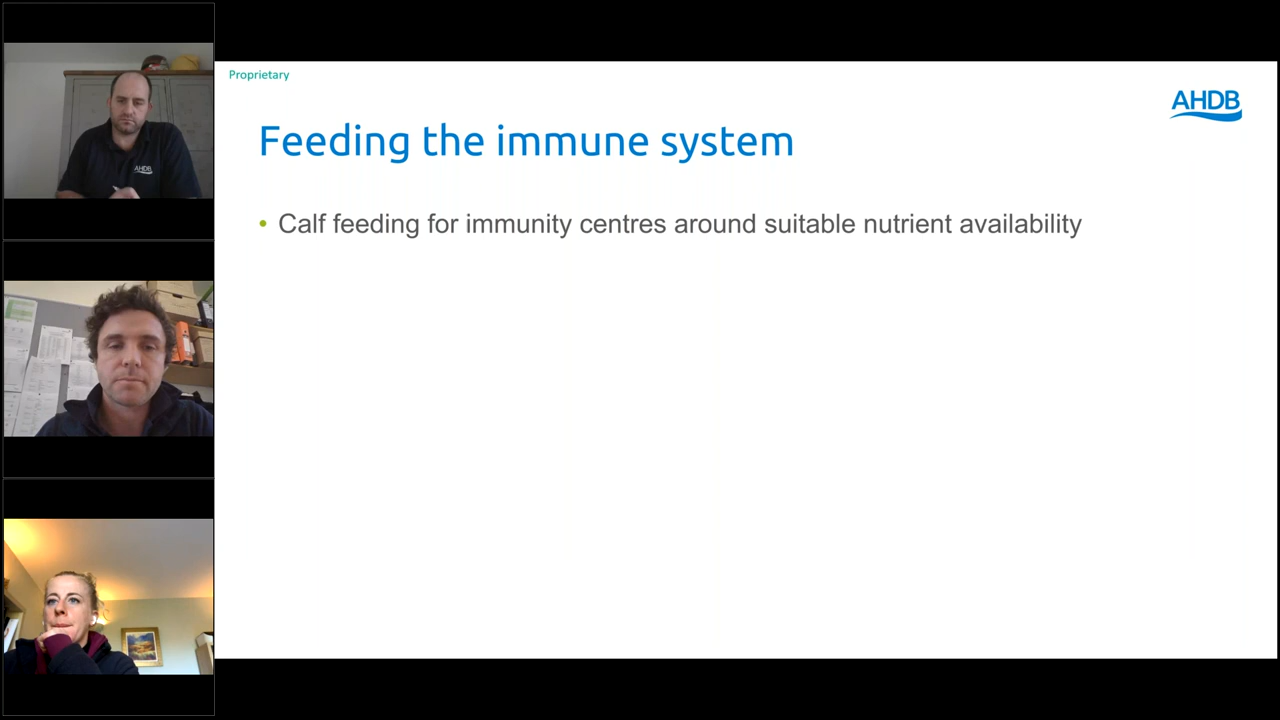 Proprietary
AHDB
Feeding the immune system
• Calf feeding for immunity centres around suitable nutrient availability
AHDB